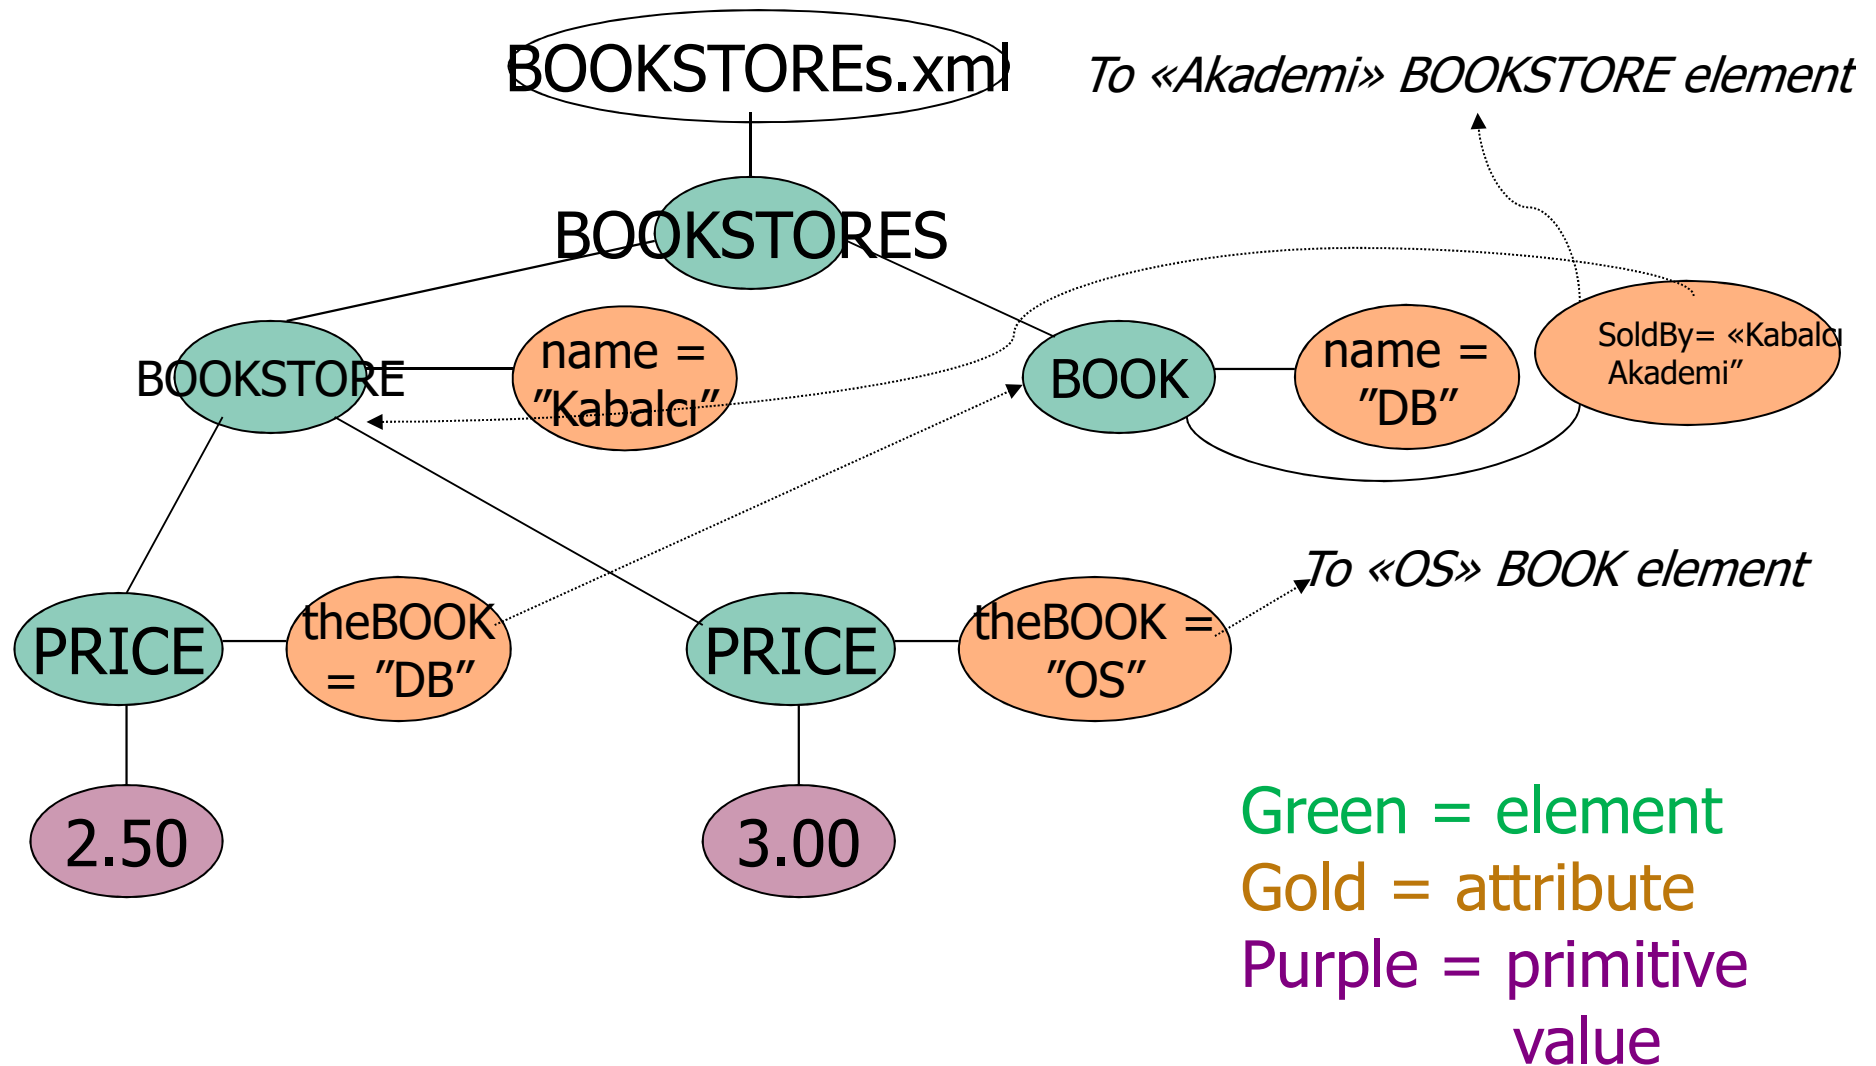 BOOKSTOREs.xml
To «Akademi» BOOKSTORE element
BOOKSTORES
BOOKSTORE
name =
”Kabalcı”
BOOK
name =
”DB”
SoldBy= «Kabalcı
Akademi”
To «OS» BOOK element
PRICE
theBOOK
= ”DB”
PRICE
theBOOK =
”OS”
2.50
3.00
Green = element
Gold = attribute
Purple = primitive
value